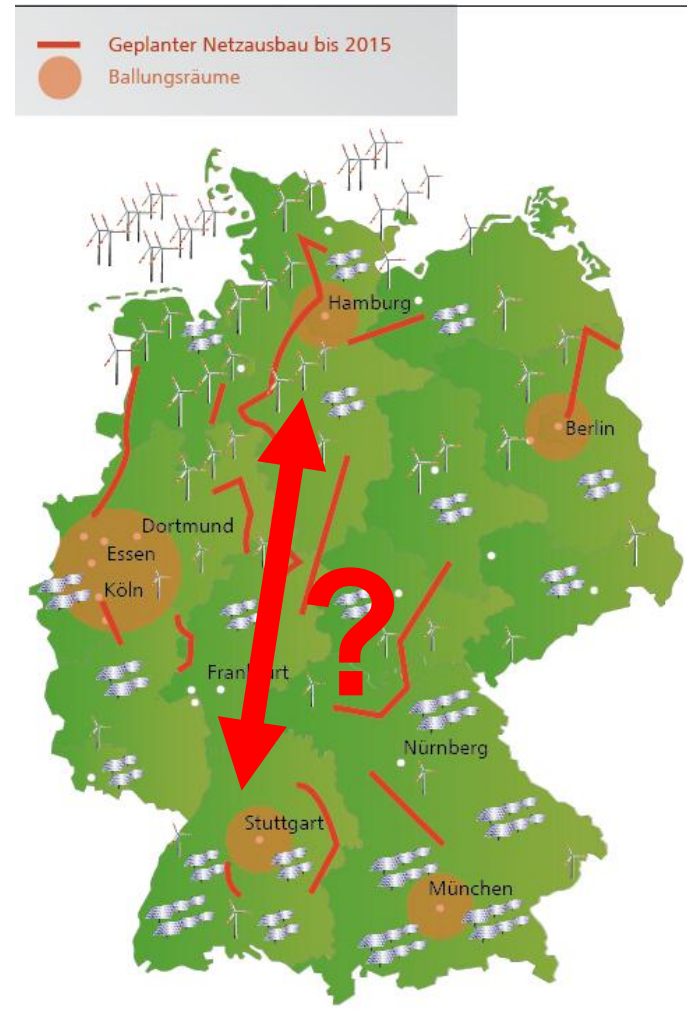 Geplanter Netzausbau bis 2015
Ballungsräume
Hamburg
Berlin
Dortmund
Essen
Köln
?
Frankfurt
Nürnberg
Stuttgart
München